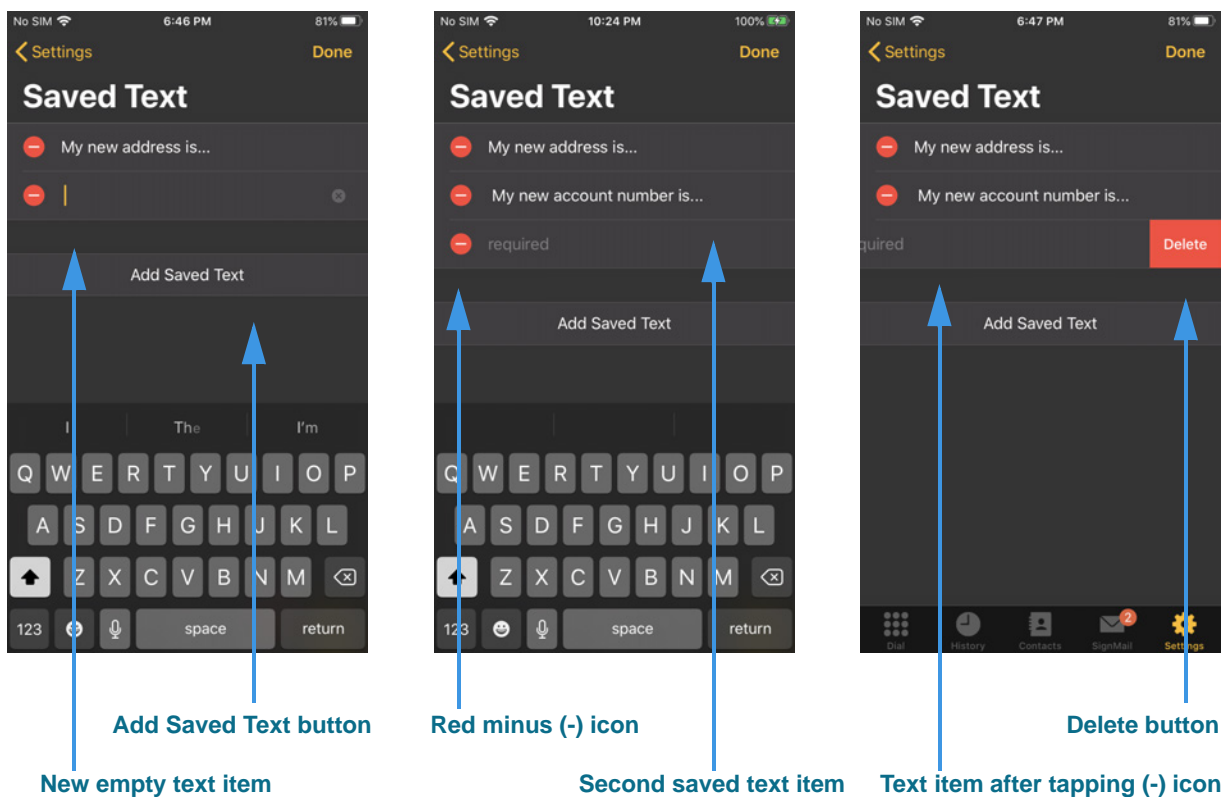 No SIM 6:46 PM 81%
Settings Done
Saved Text
My new address is...
Add Saved Text
I The I'm
Q W E R T Y U I O P
A S D F G H J K L
Z X C V B N M
123 space return
No SIM 10:24 PM 100%
Settings Done
Saved Text
My new address is...
My new account number is...
required
Add Saved Text
Q W E R T Y U I O P
A S D F G H J K L
Z X C V B N M
123 space return
No SIM 6:47 PM 81%
Settings Done
Saved Text
My new address is...
My new account number is...
quired Delete
Add Saved Text
2
Dial History Contacts SignMail Settings
Add Saved Text button
Red minus (-) icon
Delete button
New empty text item
Second saved text item
Text item after tapping (-) icon